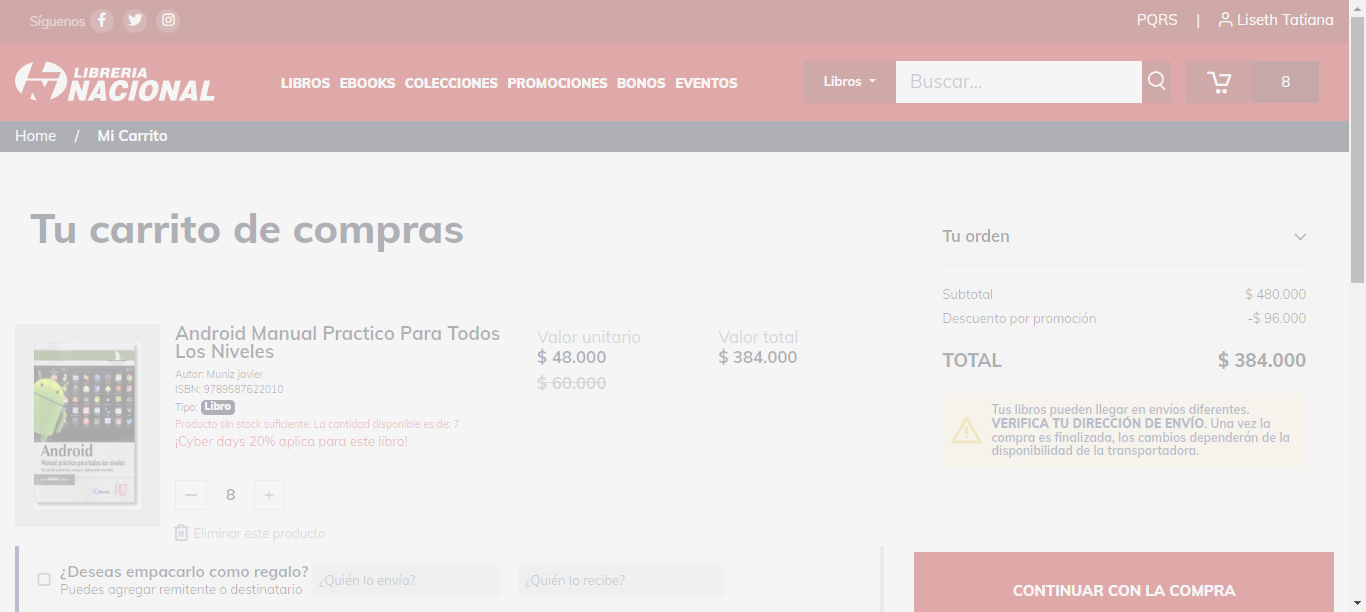 Síguenos
PQRS | Liseth Tatiana
LIBRERIA
NACIONAL
LIBROS EBOOKS COLECCIONES PROMOCIONES BONOS EVENTOS
Libros
Buscar...
8
Home / Mi Carrito
Tu carrito de compras
Android Manual Practico Para Todos
Los Niveles
Autor: Muniz javier
ISBN: 9789587622010
Tipo: Libro
Producto sin stock suficiente. La cantidad disponible es de: 7
¡Cyber days 20% aplica para este libro!
Valor unitario
$ 48.000
$ 60.000
Valor total
$ 384.000
Android
Manual práctico para todos los niveles
8
Eliminar este producto
¿Deseas empacarlo como regalo?
Puedes agregar remitente o destinatario
¿Quién lo envía?
¿Quién lo recibe?
Tu orden
Subtotal $ 480.000
Descuento por promoción -$ 96.000
TOTAL $ 384.000
Tus libros pueden llegar en envíos diferentes.
VERIFICA TU DIRECCIÓN DE ENVÍO. Una vez la
compra es finalizada, los cambios dependerán de la
disponibilidad de la transportadora.
CONTINUAR CON LA COMPRA